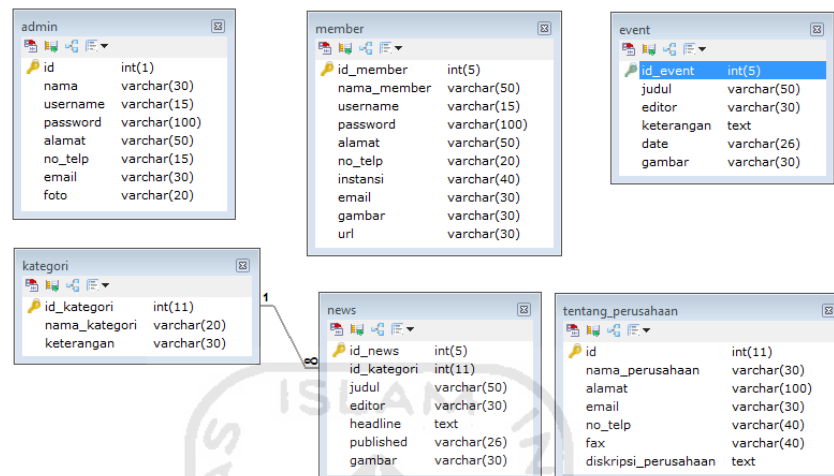 admin
id int(1)
nama varchar(30)
username varchar(15)
password varchar(100)
alamat varchar(50)
no_telp varchar(15)
email varchar(30)
foto varchar(20)
member
id_member int(5)
nama_member varchar(50)
username varchar(15)
password varchar(100)
alamat varchar(50)
no_telp varchar(20)
instansi varchar(40)
email varchar(30)
gambar varchar(30)
url varchar(30)
event
id_event int(5)
judul varchar(50)
editor varchar(30)
keterangan text
date varchar(26)
gambar varchar(30)
kategori
id_kategori int(11)
nama_kategori varchar(20)
keterangan varchar(30)
1
∞
news
id_news int(5)
id_kategori int(11)
judul varchar(50)
editor varchar(30)
headline text
published varchar(26)
gambar varchar(30)
tentang_perusahaan
id int(11)
nama_perusahaan varchar(30)
alamat varchar(100)
email varchar(30)
no_telp varchar(40)
fax varchar(40)
diskripsi_perusahaan text
ISLAM